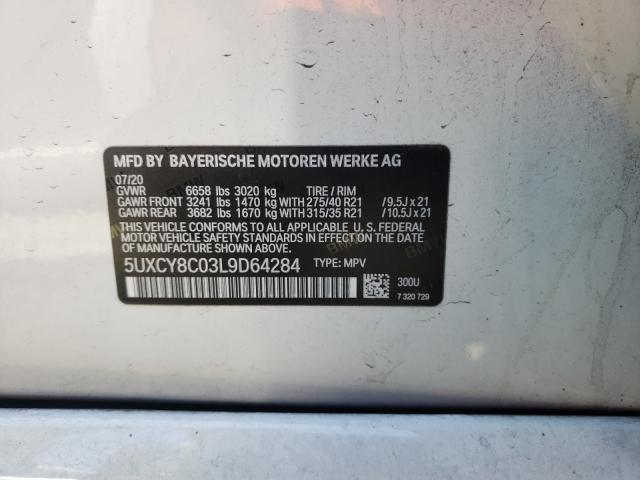 MFD BY BAYERISCHE MOTOREN WERKE AG
07/20
GVWR 6658 lbs 3020 kg TIRE / RIM
GAWR FRONT 3241 lbs 1470 kg WITH 275/40 R21 /9.5J x 21
GAWR REAR 3682 lbs 1670 kg WITH 315/35 R21 /10.5J x 21
THIS VEHICLE CONFORMS TO ALL APPLICABLE U. S. FEDERAL
MOTOR VEHICLE SAFETY STANDARDS IN EFFECT ON THE DATE
OF MANUFACTURE SHOWN ABOVE.
5UXCY8C03L9D64284 TYPE: MPV
300U
7 320 729